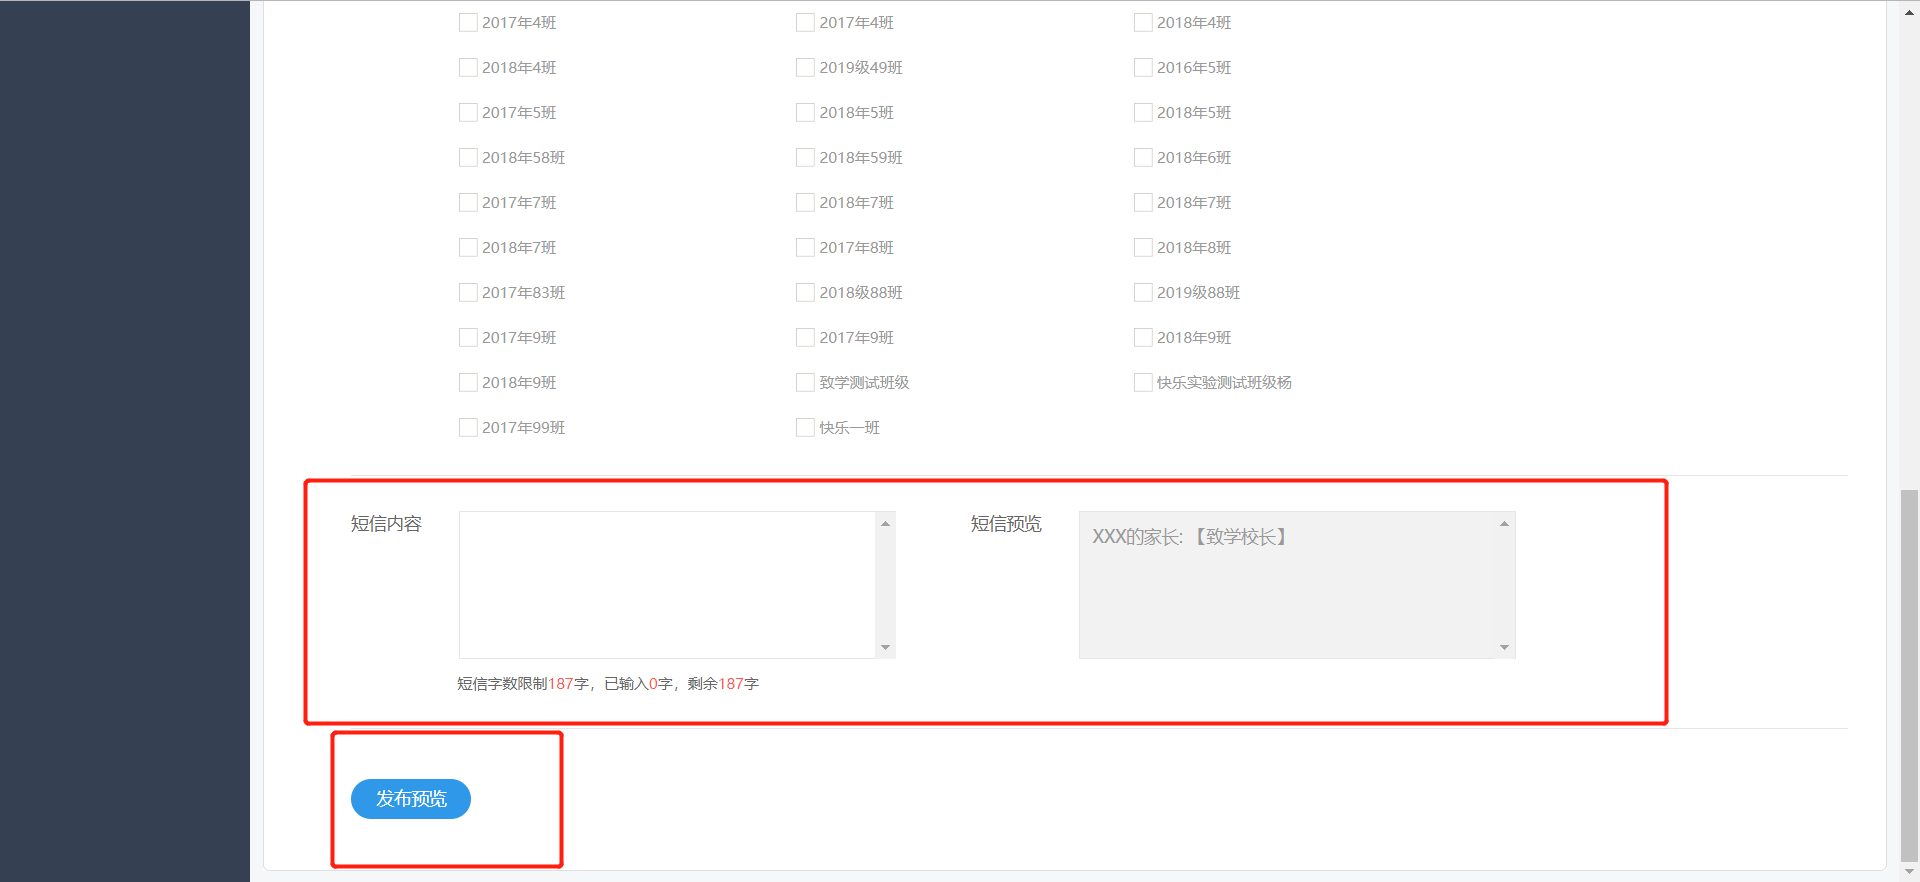 2017年4班 2017年4班 2018年4班
2018年4班 2019级49班 2016年5班
2017年5班 2018年5班 2018年5班
2018年58班 2018年59班 2018年6班
2017年7班 2018年7班 2018年7班
2018年7班 2017年8班 2018年8班
2017年83班 2018级88班 2019级88班
2017年9班 2017年9班 2018年9班
2018年9班 致学测试班级 快乐实验测试班级杨
2017年99班 快乐一班
短信内容 短信预览 XXX的家长: 【致学校长】
短信字数限制187字，已输入0字，剩余187字
发布预览